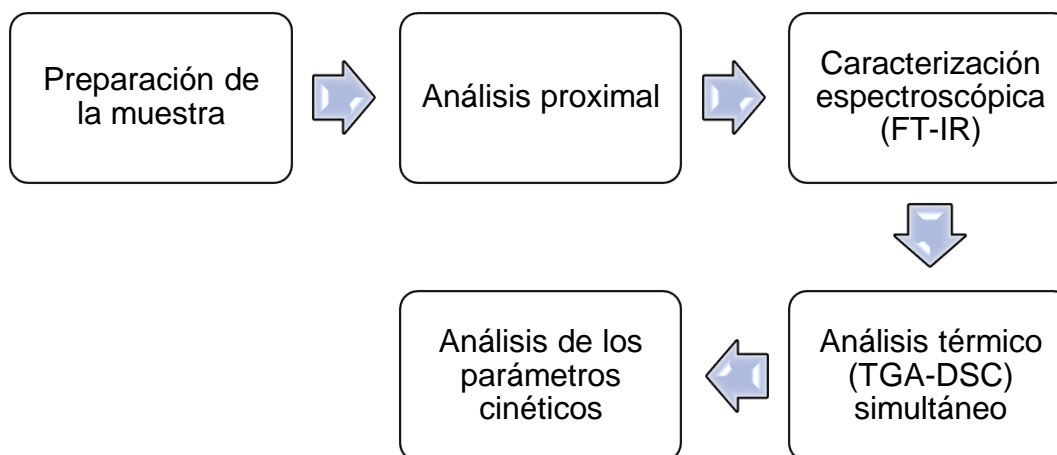 Preparación de
la muestra
Análisis proximal
Caracterización
espectroscópica
(FT-IR)
Análisis térmico
(TGA-DSC)
simultáneo
Análisis de los
parámetros
cinéticos